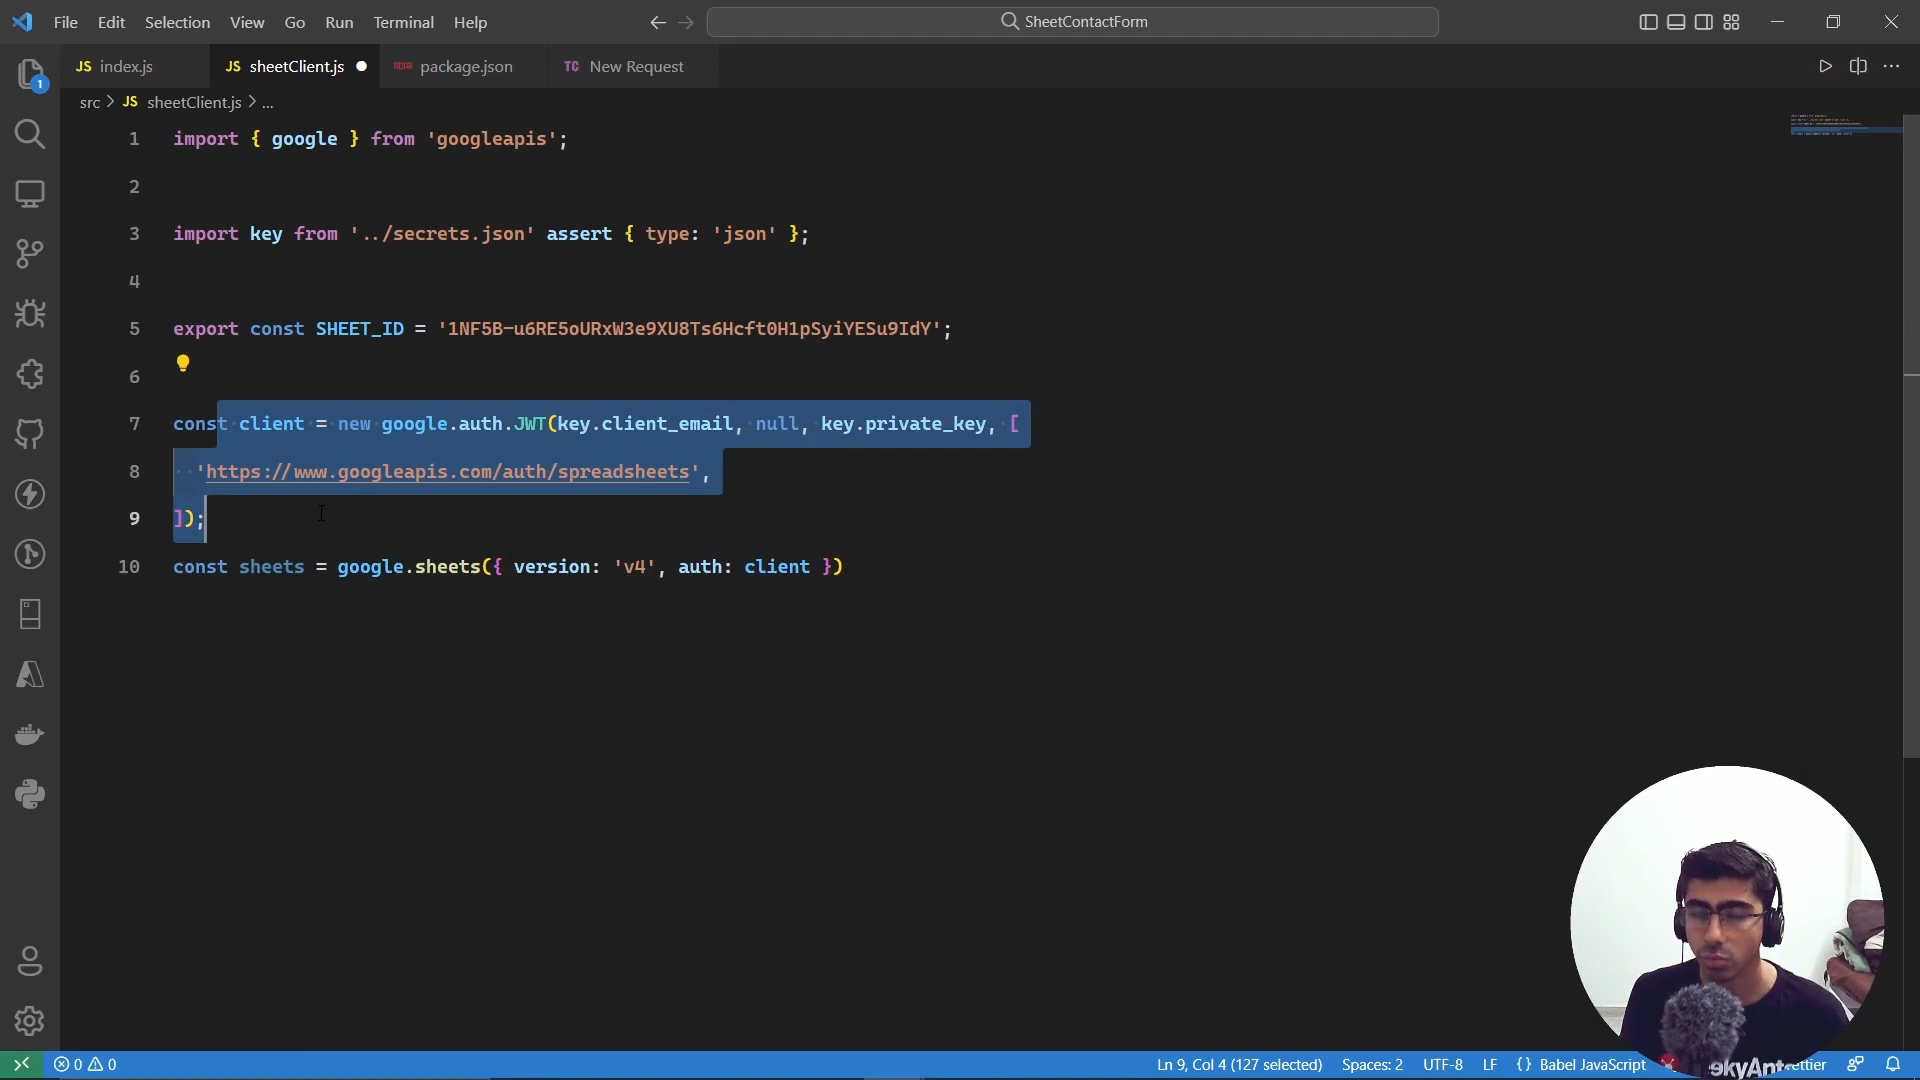 File Edit Selection View Go Run Terminal Help
SheetContactForm
JS index.js
JS sheetClient.js
package.json
TC New Request
1
src > JS sheetClient.js > ...
1 import { google } from 'googleapis';
2
3 import key from '../secrets.json' assert { type: 'json' };
4
5 export const SHEET_ID = '1NF5B-u6RE5oURxW3e9XU8Ts6Hcft0H1pSyiYESu9IdY';
6
7 const client = new google.auth.JWT(key.client_email, null, key.private_key, [
8 'https://www.googleapis.com/auth/spreadsheets',
9 ]);
10 const sheets = google.sheets({ version: 'v4', auth: client })
0 0
Ln 9, Col 4 (127 selected) Spaces: 2 UTF-8 LF {} Babel JavaScript